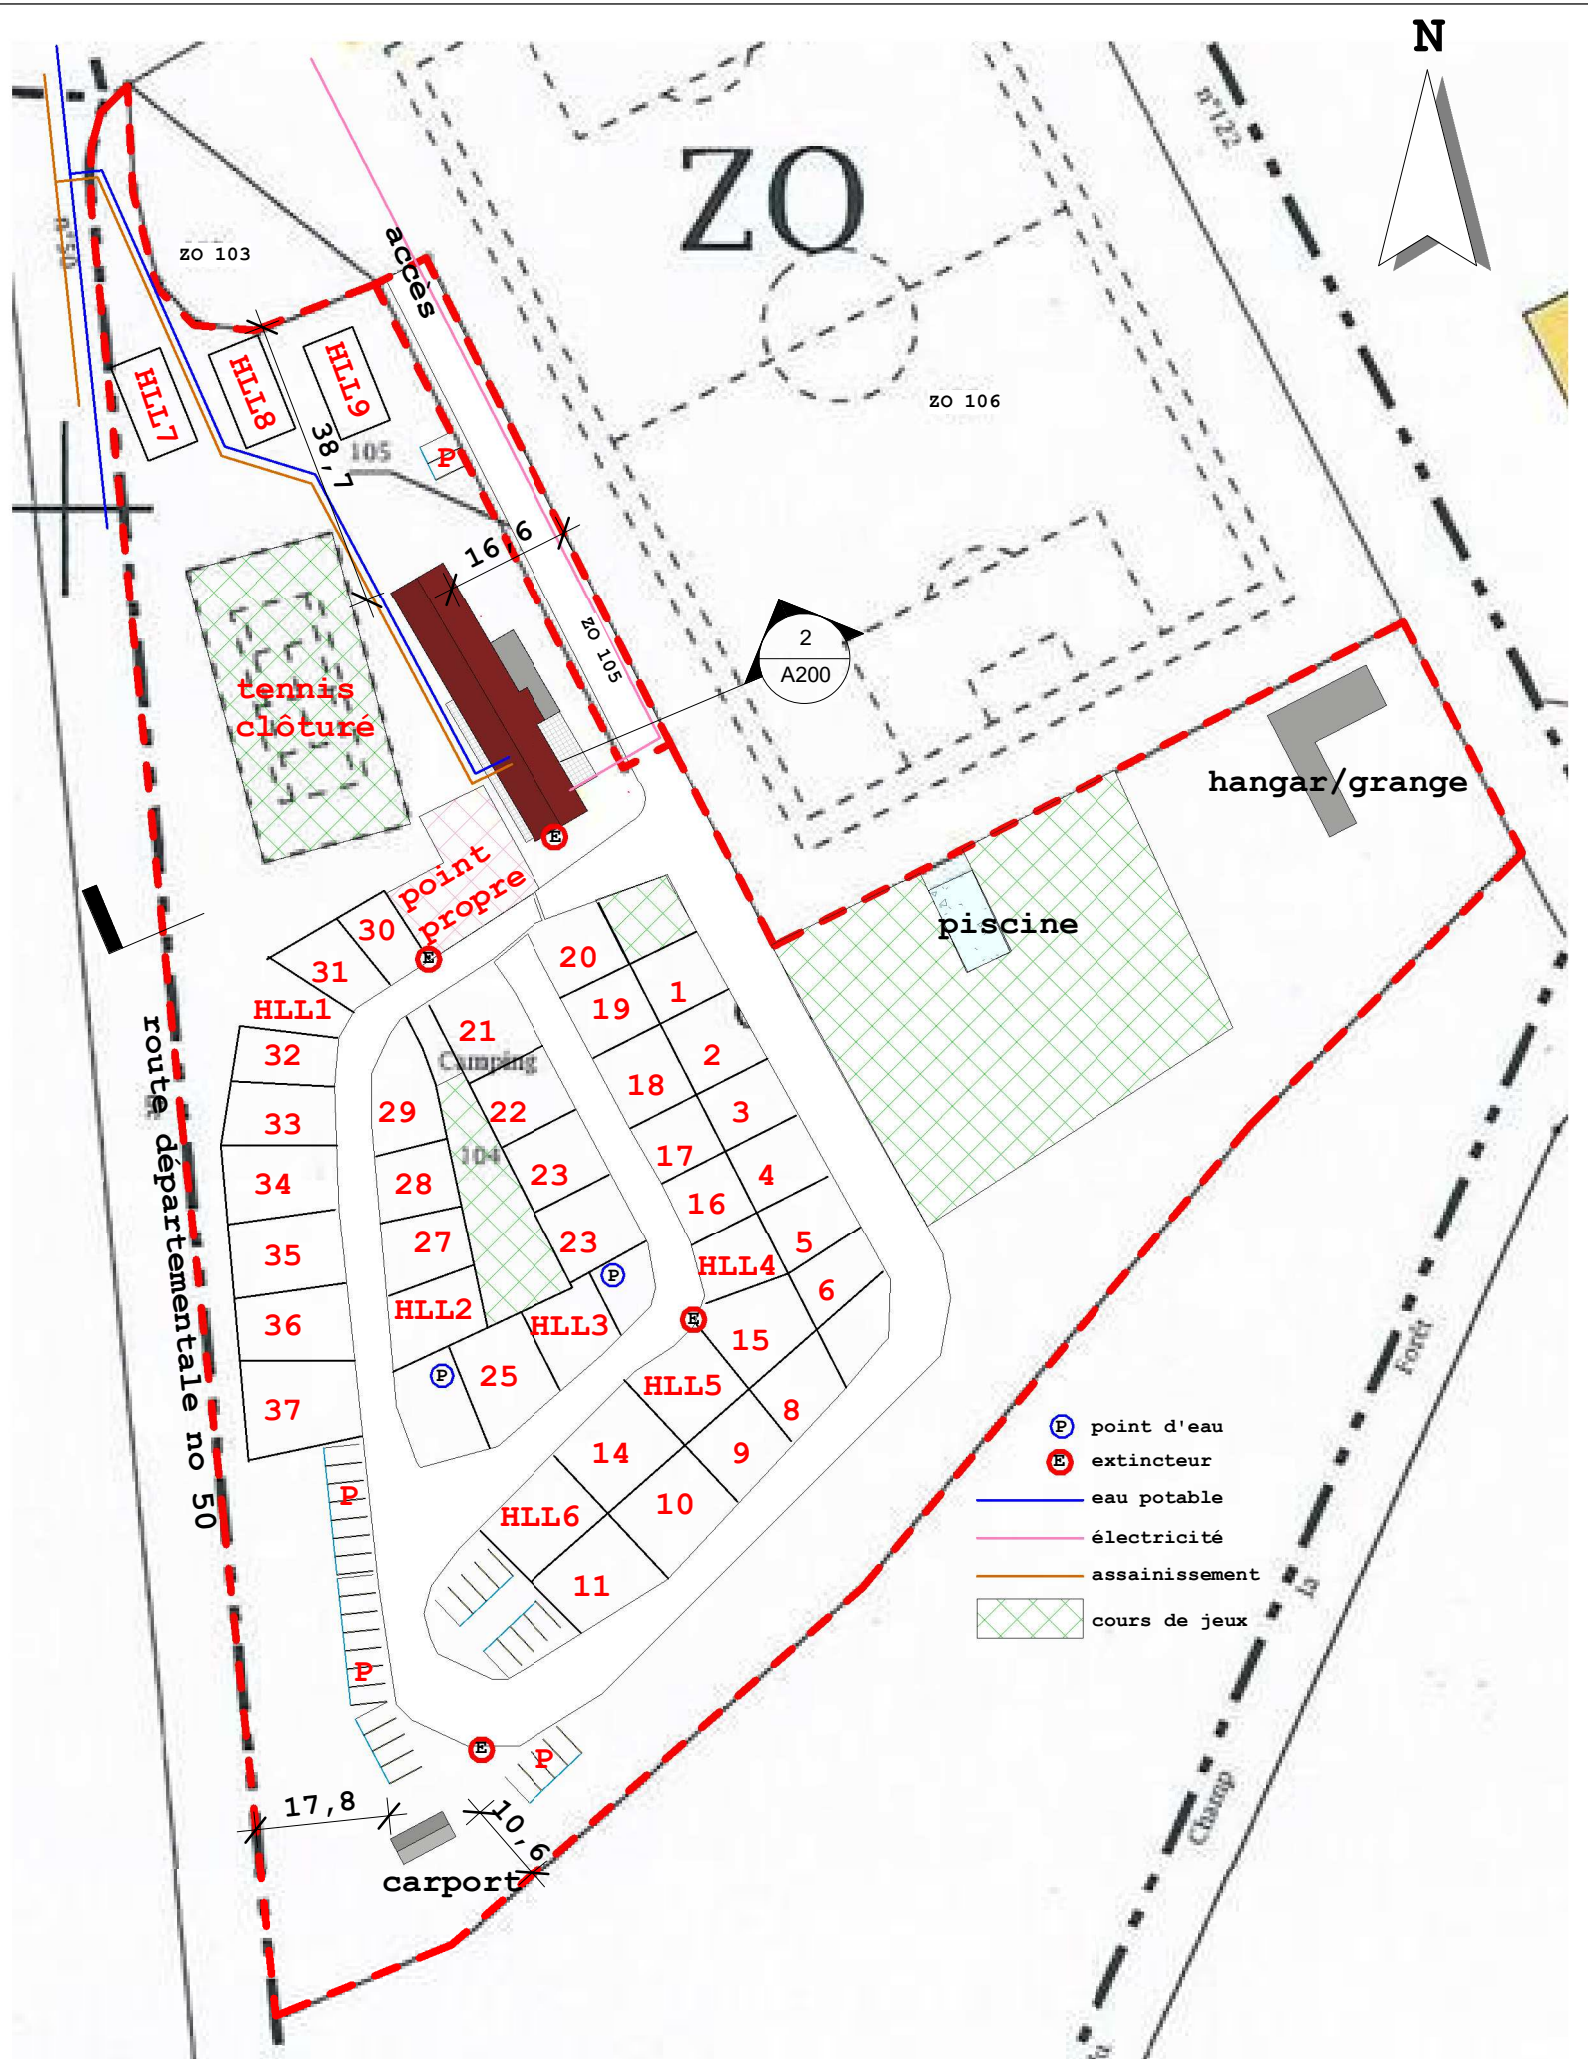 N
n°122
ZO
accès
ZO 103
n°50
HLL7
HLL8
HLL9
38,7
105
P
ZO 106
16,6
ZO 105
2
A200
tennis
clôturé
hangar/grange
E
point
propre
piscine
30
E
31
HLL1
20
19
1
21
Camping
32
2
18
33
29
22
3
104
17
4
34
28
23
16
35
27
23
5
HLL4
P
6
36
HLL2
HLL3
E
15
P
25
HLL5
37
8
14
9
10
HLL6
11
route départementale no 50
P
P
E
P
17,8
10,6
carport
P point d'eau
E extincteur
eau potable
électricité
assainissement
cours de jeux
Forêt
la
Champ
la